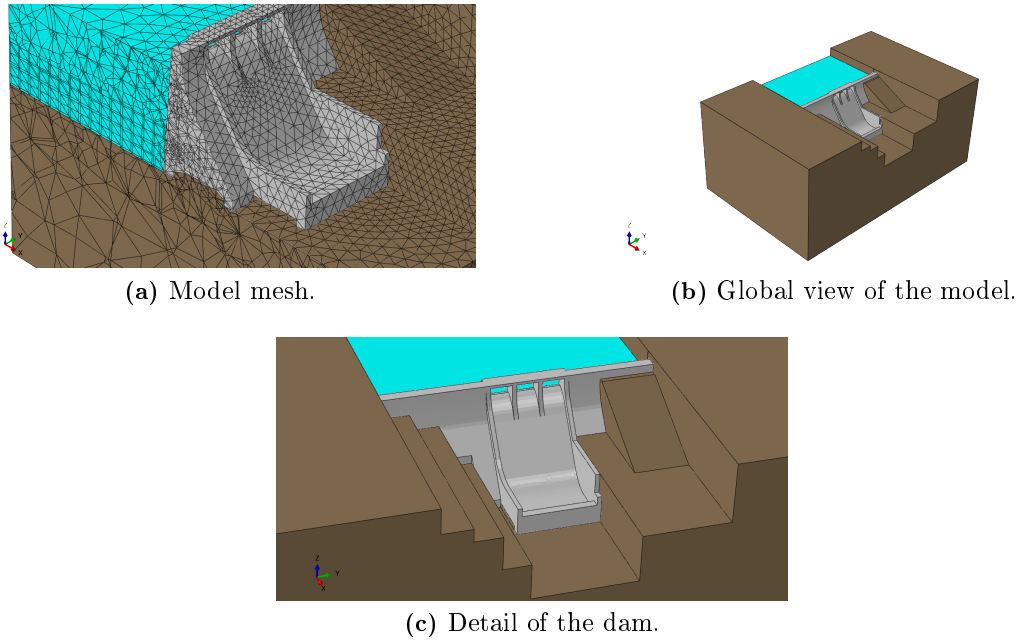 Z
Y
X
(a) Model mesh.
Z
Y
X
(b) Global view of the model.
Z
Y
X
(c) Detail of the dam.